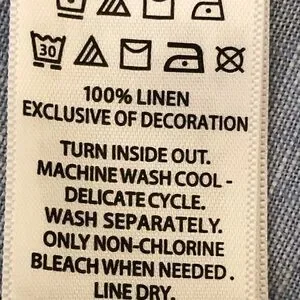 30
100% LINEN
EXCLUSIVE OF DECORATION
TURN INSIDE OUT.
MACHINE WASH COOL -
DELICATE CYCLE.
WASH SEPARATELY.
ONLY NON-CHLORINE
BLEACH WHEN NEEDED.
LINE DRY.